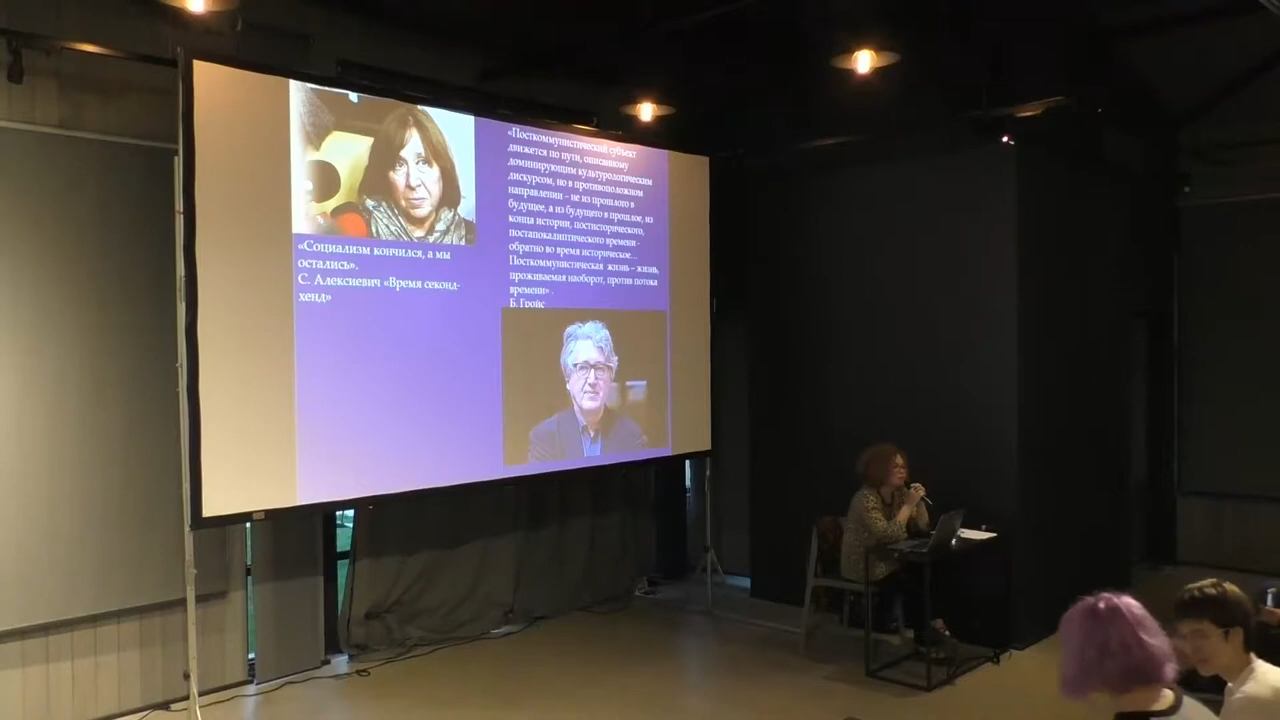 «Социализм кончился, а мы
остались».
С. Алексиевич «Время секонд-
хенд»
«Посткоммунистический субъект
движется по пути, описанному
доминирующим культурологическим
дискурсом, но в противоположном
направлении – не из прошлого в
будущее, а из будущего в прошлое, из
конца истории, постисторического,
постапокалиптического времени -
обратно во время историческое...
Посткоммунистическая жизнь – жизнь,
проживаемая наоборот, против потока
времени» .
Б. Гройс